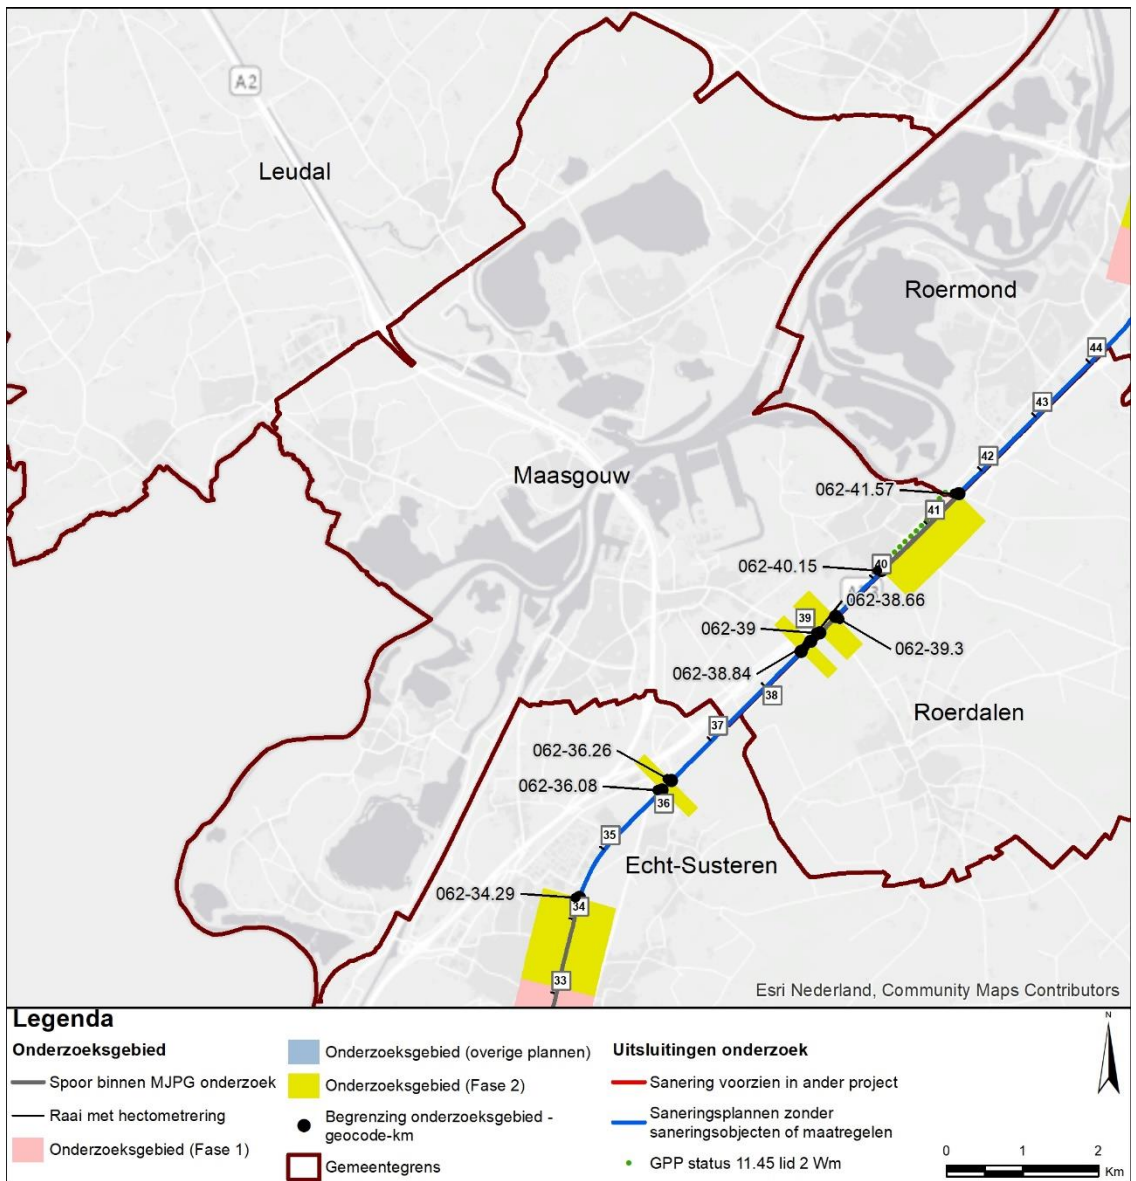 A2
Leudal
Roermond
44
43
Maasgouw
42
062-41.57
41
062-40.15
40
062-38.66
39
062-39
062-39.3
062-38.84
38
Roerdalen
37
062-36.26
062-36.08
36
35
Echt-Susteren
062-34.29
34
33
Esri Nederland, Community Maps Contributors
Legenda
Onderzoeksgebied
Spoor binnen MJPG onderzoek
Raai met hectometrering
Onderzoeksgebied (Fase 1)
Onderzoeksgebied (overige plannen)
Onderzoeksgebied (Fase 2)
Begrenzing onderzoeksgebied -
geocode-km
Gemeentegrens
Uitsluitingen onderzoek
Sanering voorzien in ander project
Saneringsplannen zonder
saneringsobjecten of maatregelen
GPP status 11.45 lid 2 Wm
N
0 1 2
Km